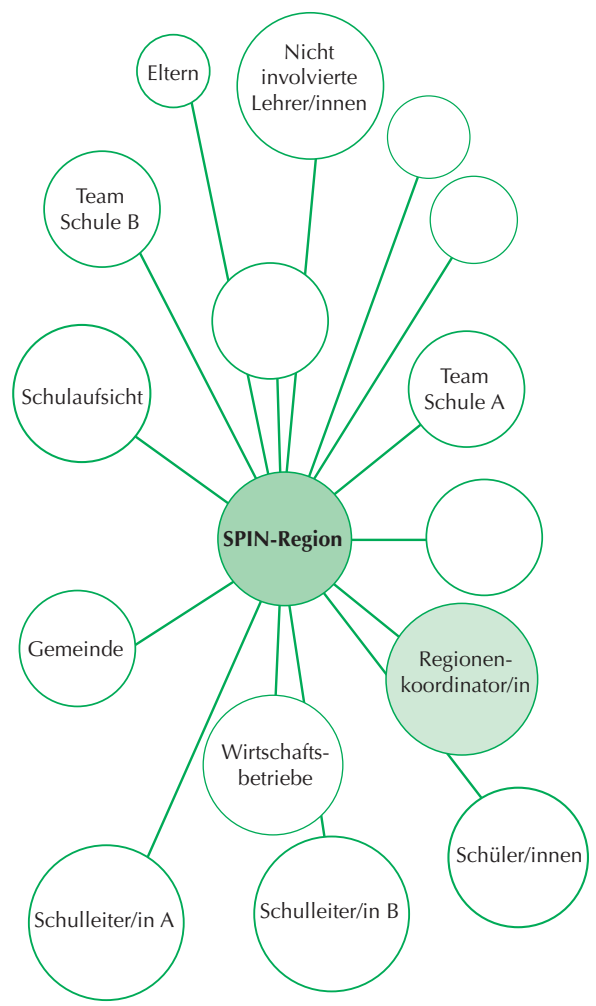 Eltern
Nicht
involvierte
Lehrer/innen
Team
Schule B
Schulaufsicht
Team
Schule A
SPIN-Region
Gemeinde
Regionen-
koordinator/in
Wirtschafts-
betriebe
Schüler/innen
Schulleiter/in A
Schulleiter/in B